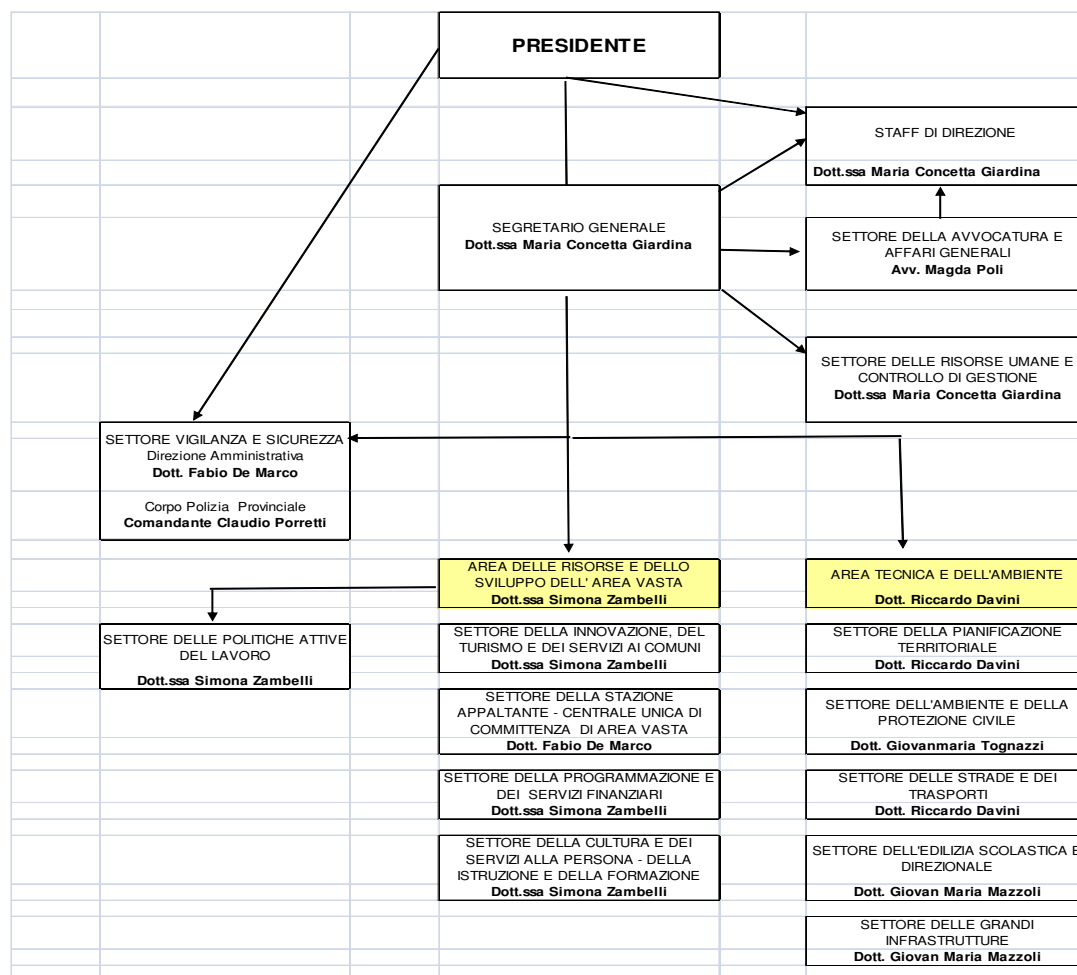 PRESIDENTE
STAFF DI DIREZIONE
Dott.ssa Maria Concetta Giardina
SEGRETARIO GENERALE
Dott.ssa Maria Concetta Giardina
SETTORE DELLA AVVOCATURA E
AFFARI GENERALI
Avv. Magda Poli
SETTORE DELLE RISORSE UMANE E
CONTROLLO DI GESTIONE
Dott.ssa Maria Concetta Giardina
SETTORE VIGILANZA E SICUREZZA
Direzione Amministrativa
Dott. Fabio De Marco
Corpo Polizia Provinciale
Comandante Claudio Porretti
AREA DELLE RISORSE E DELLO
SVILUPPO DELL' AREA VASTA
Dott.ssa Simona Zambelli
AREA TECNICA E DELL'AMBIENTE
Dott. Riccardo Davini
SETTORE DELLE POLITICHE ATTIVE
DEL LAVORO
Dott.ssa Simona Zambelli
SETTORE DELLA INNOVAZIONE, DEL
TURISMO E DEI SERVIZI AI COMUNI
Dott.ssa Simona Zambelli
SETTORE DELLA PIANIFICAZIONE
TERRITORIALE
Dott. Riccardo Davini
SETTORE DELLA STAZIONE
APPALTANTE - CENTRALE UNICA DI
COMMITTENZA DI AREA VASTA
Dott. Fabio De Marco
SETTORE DELL'AMBIENTE E DELLA
PROTEZIONE CIVILE
Dott. Giovanmaria Tognazzi
SETTORE DELLA PROGRAMMAZIONE E
DEI SERVIZI FINANZIARI
Dott.ssa Simona Zambelli
SETTORE DELLE STRADE E DEI
TRASPORTI
Dott. Riccardo Davini
SETTORE DELLA CULTURA E DEI
SERVIZI ALLA PERSONA - DELLA
ISTRUZIONE E DELLA FORMAZIONE
Dott.ssa Simona Zambelli
SETTORE DELL'EDILIZIA SCOLASTICA E
DIREZIONALE
Dott. Giovan Maria Mazzoli
SETTORE DELLE GRANDI
INFRASTRUTTURE
Dott. Giovan Maria Mazzoli